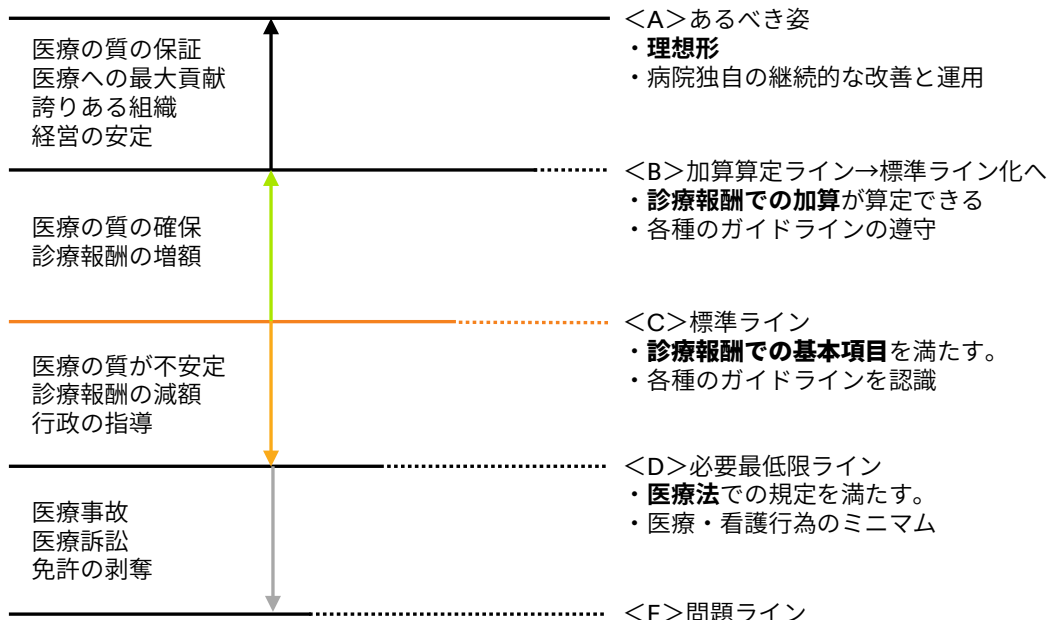 医療の質の保証
医療への最大貢献
誇りある組織
経営の安定
<A>あるべき姿
・理想形
・病院独自の継続的な改善と運用
医療の質の確保
診療報酬の増額
<B>加算算定ライン→標準ライン化へ
・診療報酬での加算が算定できる
・各種のガイドラインの遵守
医療の質が不安定
診療報酬の減額
行政の指導
<C>標準ライン
・診療報酬での基本項目を満たす。
・各種のガイドラインを認識
医療事故
医療訴訟
免許の剥奪
<D>必要最低限ライン
・医療法での規定を満たす。
・医療・看護行為のミニマム
問題ライン